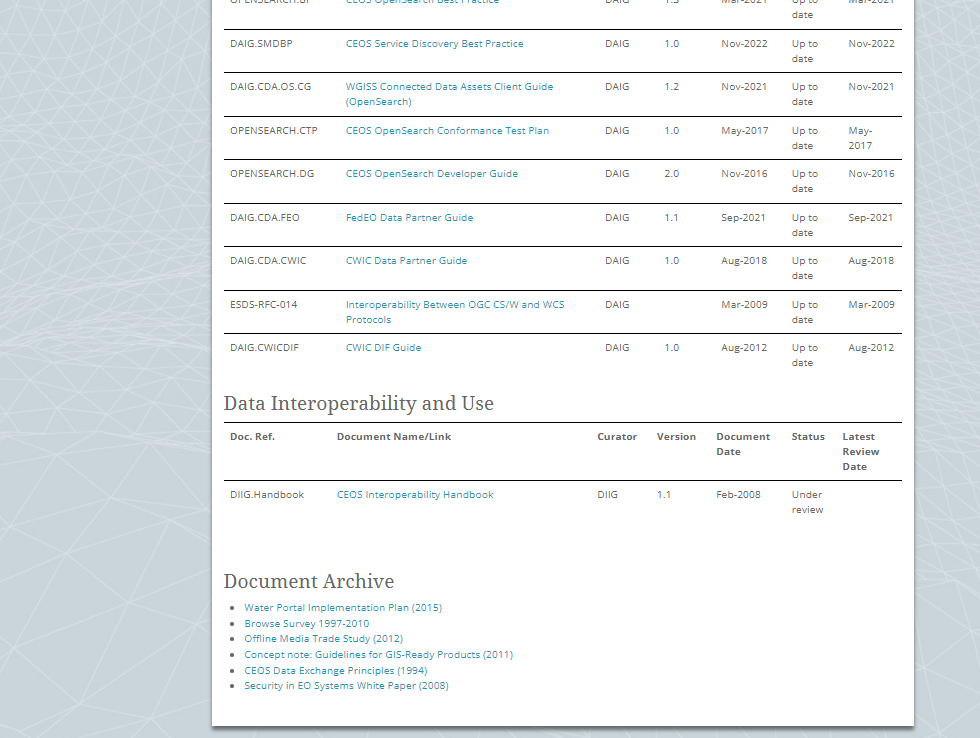 OPENSEARCH.BP CEOS OpenSearch Best Practice DAIG 1.3 Mar-2021 Up to Mar-2021
date
DAIG.SMDBP CEOS Service Discovery Best Practice DAIG 1.0 Nov-2022 Up to Nov-2022
date
DAIG.CDA.OS.CG WGISS Connected Data Assets Client Guide DAIG 1.2 Nov-2021 Up to Nov-2021
(OpenSearch) date
OPENSEARCH.CTP CEOS OpenSearch Conformance Test Plan DAIG 1.0 May-2017 Up to May-
date 2017
OPENSEARCH.DG CEOS OpenSearch Developer Guide DAIG 2.0 Nov-2016 Up to Nov-2016
date
DAIG.CDA.FEO FedEO Data Partner Guide DAIG 1.1 Sep-2021 Up to Sep-2021
date
DAIG.CDA.CWIC CWIC Data Partner Guide DAIG 1.0 Aug-2018 Up to Aug-2018
date
ESDS-RFC-014 Interoperability Between OGC CS/W and WCS DAIG Mar-2009 Up to Mar-2009
Protocols date
DAIG.CWICDIF CWIC DIF Guide DAIG 1.0 Aug-2012 Up to Aug-2012
date
Data Interoperability and Use
Doc. Ref. Document Name/Link Curator Version Document Status Latest
Date Review
Date
DIIG.Handbook CEOS Interoperability Handbook DIIG 1.1 Feb-2008 Under
review
Document Archive
• Water Portal Implementation Plan (2015)
• Browse Survey 1997-2010
• Offline Media Trade Study (2012)
• Concept note: Guidelines for GIS-Ready Products (2011)
• CEOS Data Exchange Principles (1994)
• Security in EO Systems White Paper (2008)